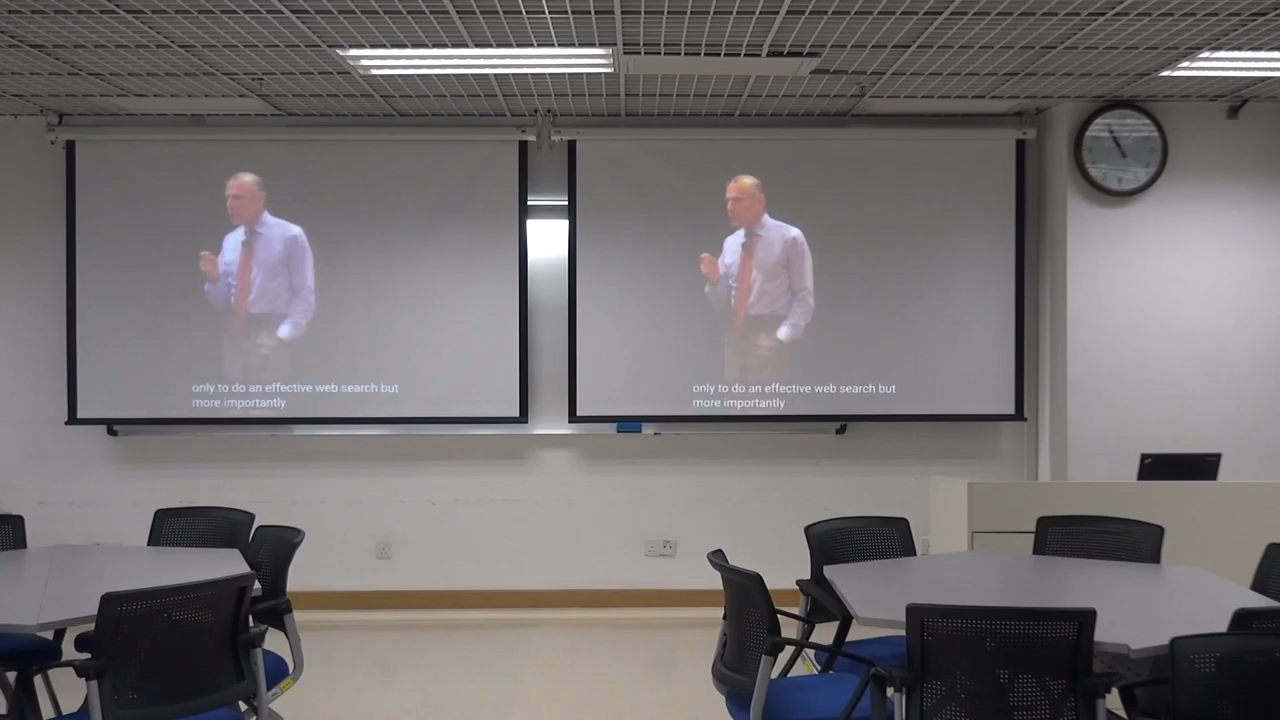 only to do an effective web search but
more importantly
only to do an effective web search but
more importantly